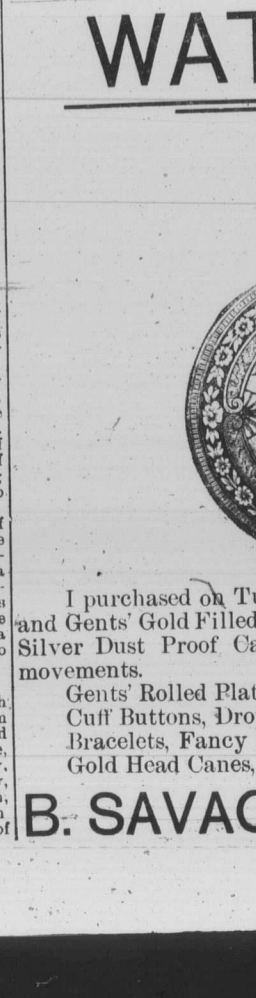 WAT
I purchased on Tu
and Gents' Gold Filled
Silver Dust Proof Ca
movements.
Gents' Rolled Plat
Cuff Buttons, Dro
Bracelets, Fancy
Gold Head Canes,
B. SAVAG